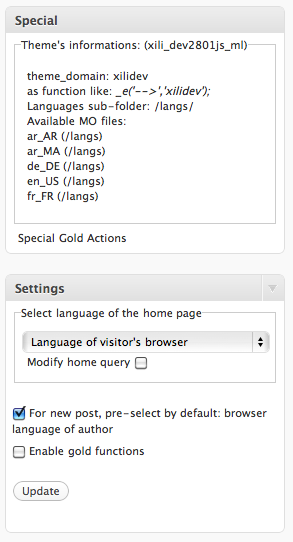 Special
Theme's informations: (xili_dev2801js_ml)
theme_domain: xilidev
as function like: _e('-->','xilidev');
Languages sub-folder: /langs/
Available MO files:
ar_AR (/langs)
ar_MA (/langs)
de_DE (/langs)
en_US (/langs)
fr_FR (/langs)
Special Gold Actions
Settings
Select language of the home page
Language of visitor's browser
Modify home query
For new post, pre-select by default: browser
language of author
Enable gold functions
Update